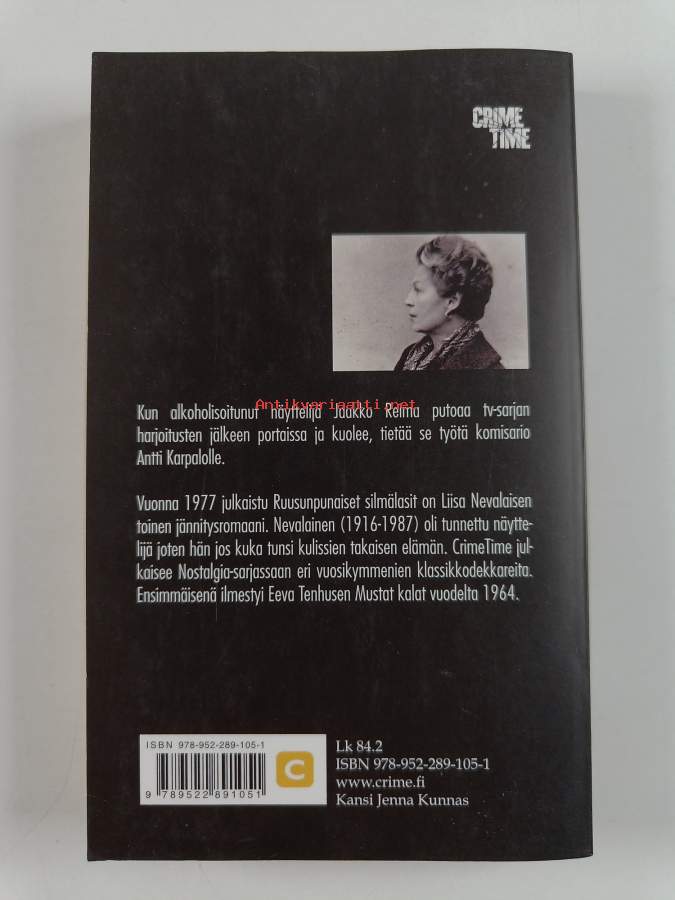 CRIME
TIME
Antikvariaatti.net
Kun alkoholisoitunut näyttelijä Jaakko Reima putoaa tv-sarjan
harjoitusten jälkeen portaissa ja kuolee, tietää se työtä komisario
Antti Karpalolle.
Vuonna 1977 julkaistu Ruusunpunaiset silmälasit on Liisa Nevalaisen
toinen jännitysromaani. Nevalainen (1916-1987) oli tunnettu näytte-
lijä joten hän jos kuka tunsi kulissien takaisen elämän. CrimeTime jul-
kaisee Nostalgia-sarjassaan eri vuosikymmenien klassikkodekkareita.
Ensimmäisenä ilmestyi Eeva Tenhusen Mustat kalat vuodelta 1964.
ISBN 978-952-289-105-1
9 789522 891051
C
Lk 84.2
ISBN 978-952-289-105-1
www.crime.fi
Kansi Jenna Kunnas